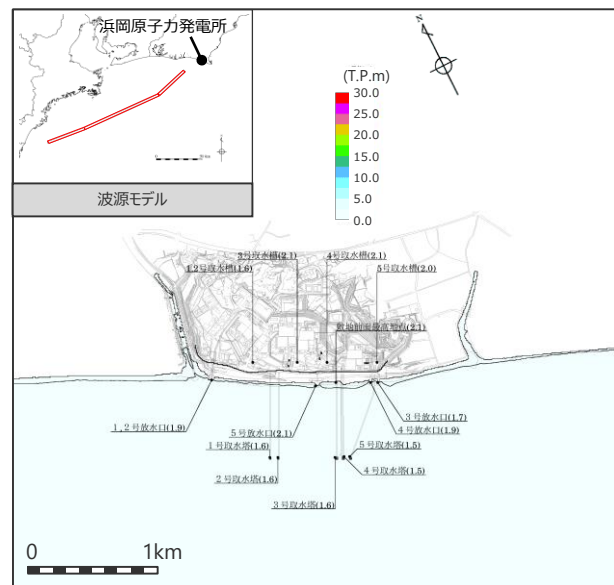 浜岡原子力発電所
波源モデル
N
(T.P.m)
30.0
25.0
20.0
15.0
10.0
5.0
0.0
3号取水槽(2.1)
4号取水槽(2.1)
1,2号取水槽(1.6)
5号取水槽(2.0)
敷地前面最高地点(2.1)
1,2号放水口(1.9)
5号放水口(2.1)
3号放水口(1.7)
4号放水口(1.9)
1号取水塔(1.6)
5号取水塔(1.5)
2号取水塔(1.6)
4号取水塔(1.5)
3号取水塔(1.6)
0 1km